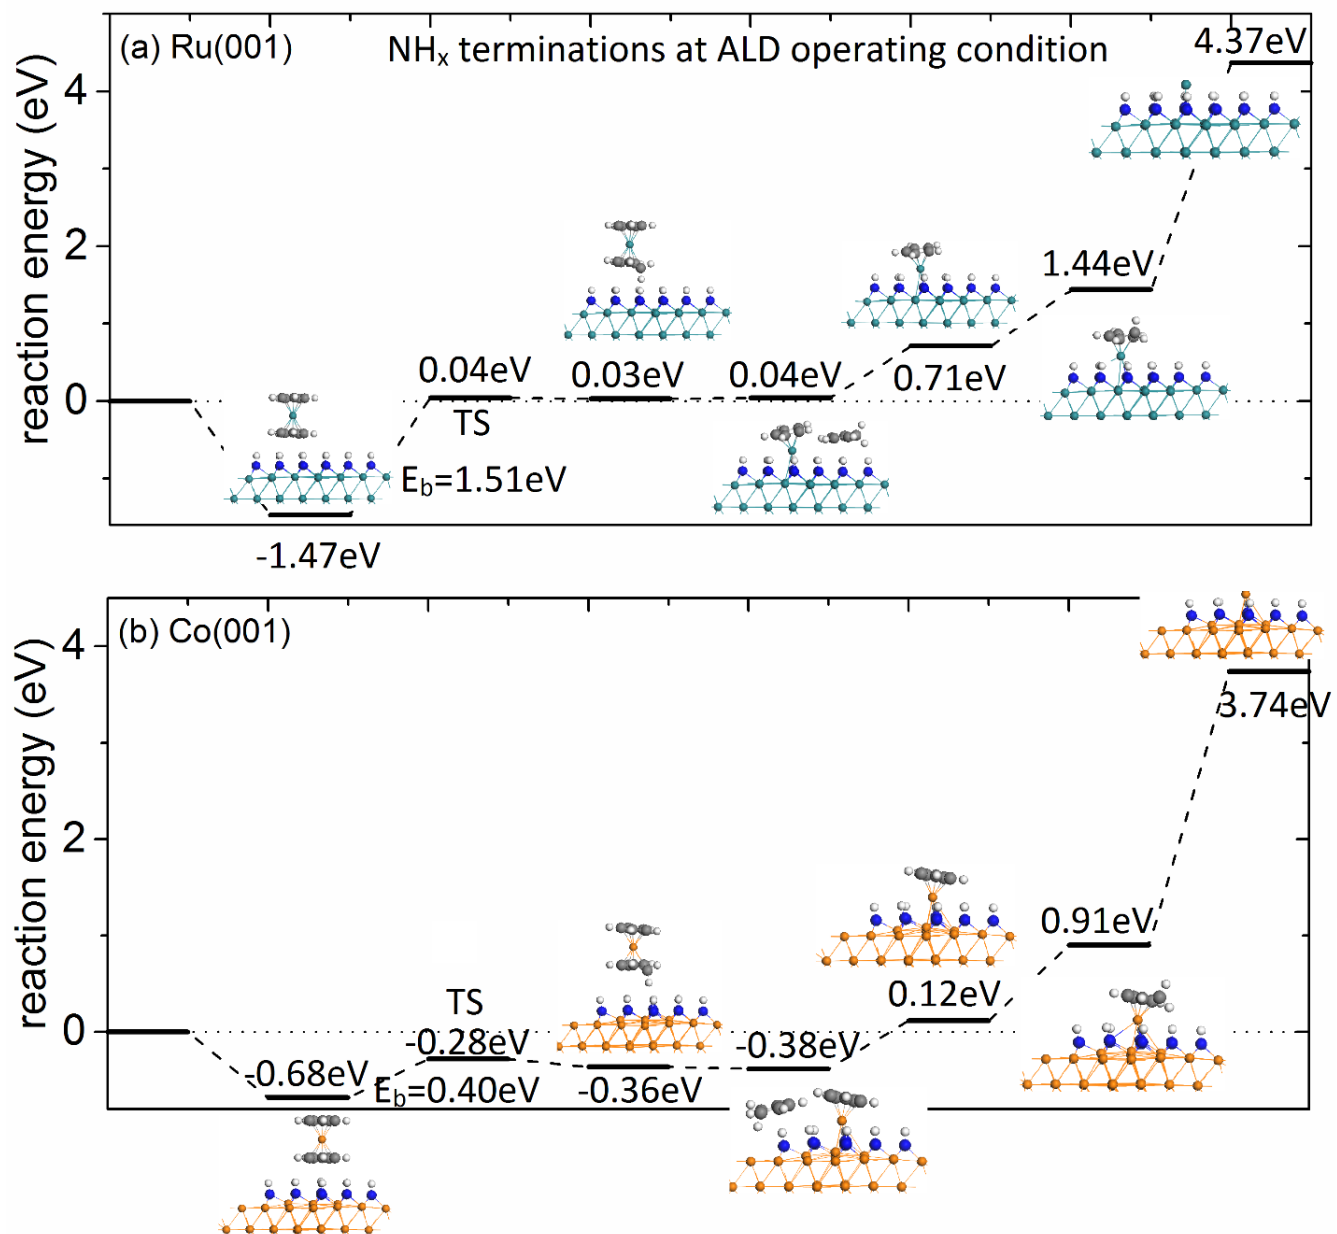 (a) Ru(001)
NHₓ terminations at ALD operating condition
4.37eV
reaction energy (eV)
4
2
0
1.44eV
0.04eV
0.03eV
0.04eV
0.71eV
TS
E_b=1.51eV
-1.47eV
(b) Co(001)
reaction energy (eV)
4
2
0
3.74eV
0.91eV
0.12eV
TS
-0.28eV
-0.38eV
-0.68eV
E_b=0.40eV
-0.36eV